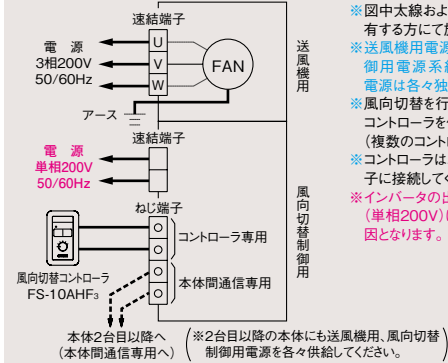 速結端子
電 源
3相200V
50/60Hz
U
V
W
FAN
アース
送風機用
速結端子
電 源
単相200V
50/60Hz
ねじ端子
コントローラ専用
本体間通信専用
風向切替制御用
風向切替コントローラ
FS-10AHF₃
本体2台目以降へ
(本体間通信専用へ)
(※2台目以降の本体にも送風機用、風向切替
制御用電源を各々供給してください。)
※図中太線およ
有する方にて施
※送風機用電源
御用電源系統
電源は各々独
※風向切替を行
コントローラを
(複数のコント
※コントローラは
子に接続してく
※インバータの出
(単相200V)
因となります。